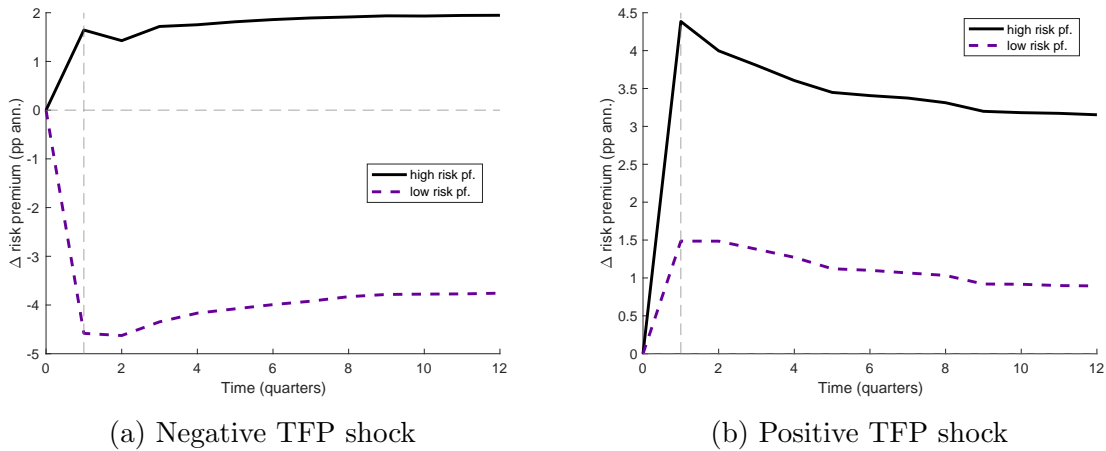 2
1
0
-1
-2
-3
-4
-5
Δ risk premium (pp ann.)
high risk pf.
low risk pf.
0 2 4 6 8 10 12
Time (quarters)
(a) Negative TFP shock
4.5
4
3.5
3
2.5
2
1.5
1
0.5
0
Δ risk premium (pp ann.)
high risk pf.
low risk pf.
0 2 4 6 8 10 12
Time (quarters)
(b) Positive TFP shock